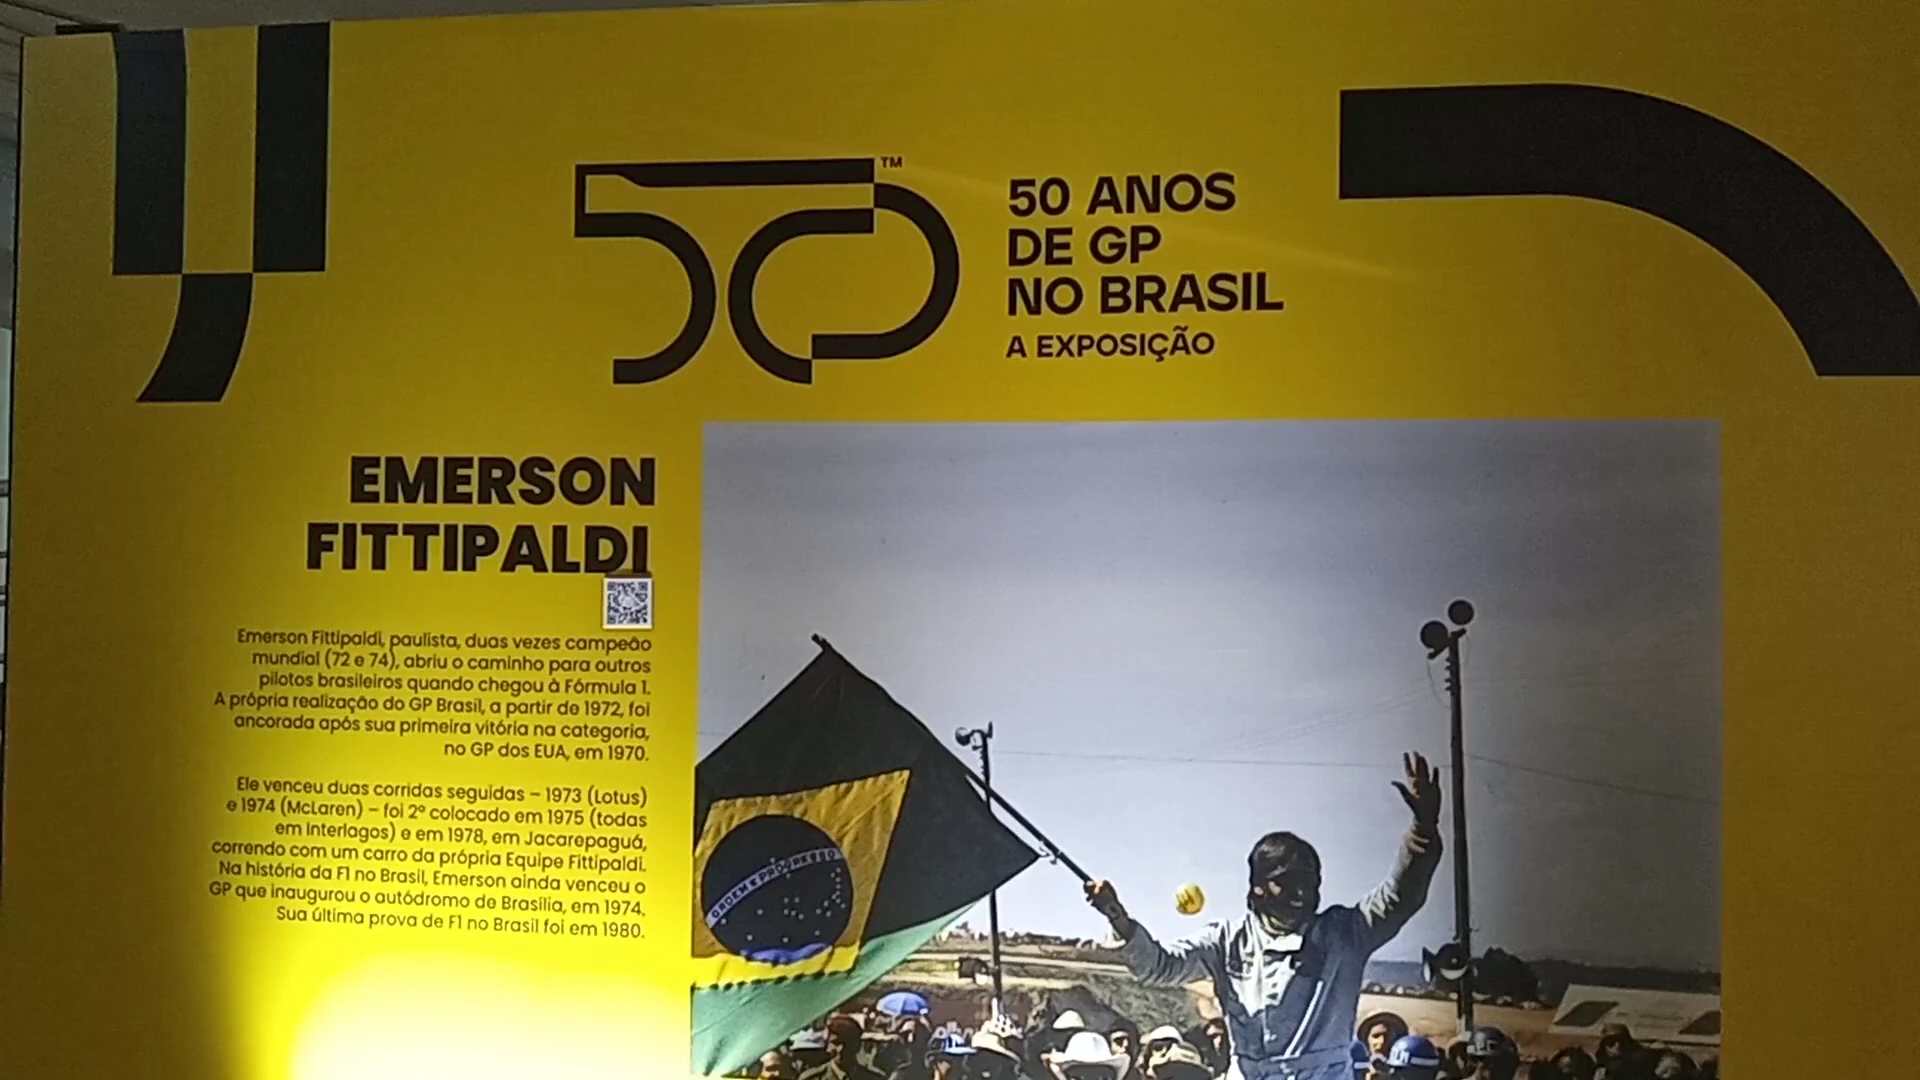 50
TM
50 ANOS
DE GP
NO BRASIL
A EXPOSIÇÃO
EMERSON
FITTIPALDI
Emerson Fittipaldi, paulista, duas vezes campeão
mundial (72 e 74), abriu o caminho para outros
pilotos brasileiros quando chegou à Fórmula 1.
A própria realização do GP Brasil, a partir de 1972, foi
ancorada após sua primeira vitória na categoria,
no GP dos EUA, em 1970.
Ele venceu duas corridas seguidas – 1973 (Lotus)
e 1974 (McLaren) – foi 2º colocado em 1975 (todas
em Interlagos) e em 1978, em Jacarepaguá,
correndo com um carro da própria Equipe Fittipaldi.
Na história da F1 no Brasil, Emerson ainda venceu o
GP que inaugurou o autódromo de Brasília, em 1974.
Sua última prova de F1 no Brasil foi em 1980.
ORDEM E PROGRESSO